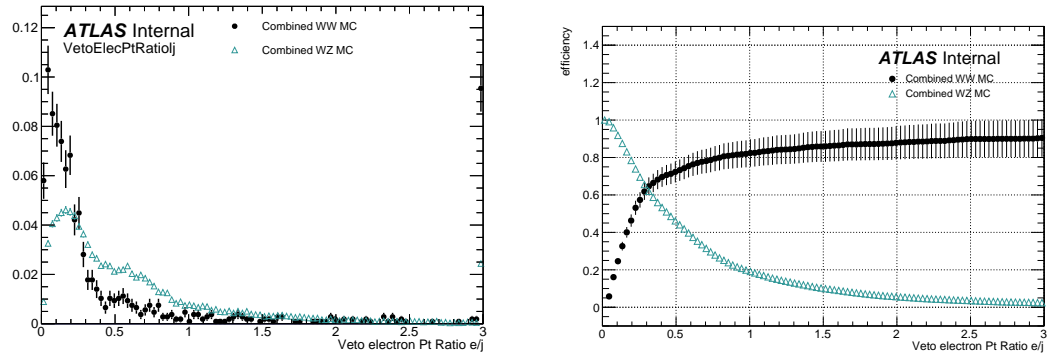 ATLAS Internal
VetoElecPtRatiolj
Combined WW MC
Combined WZ MC
0.12
0.1
0.08
0.06
0.04
0.02
0
0 0.5 1 1.5 2 2.5 3
Veto electron Pt Ratio e/j
efficiency
ATLAS Internal
Combined WW MC
Combined WZ MC
1.4
1.2
1
0.8
0.6
0.4
0.2
0
0 0.5 1 1.5 2 2.5 3
Veto electron Pt Ratio e/j